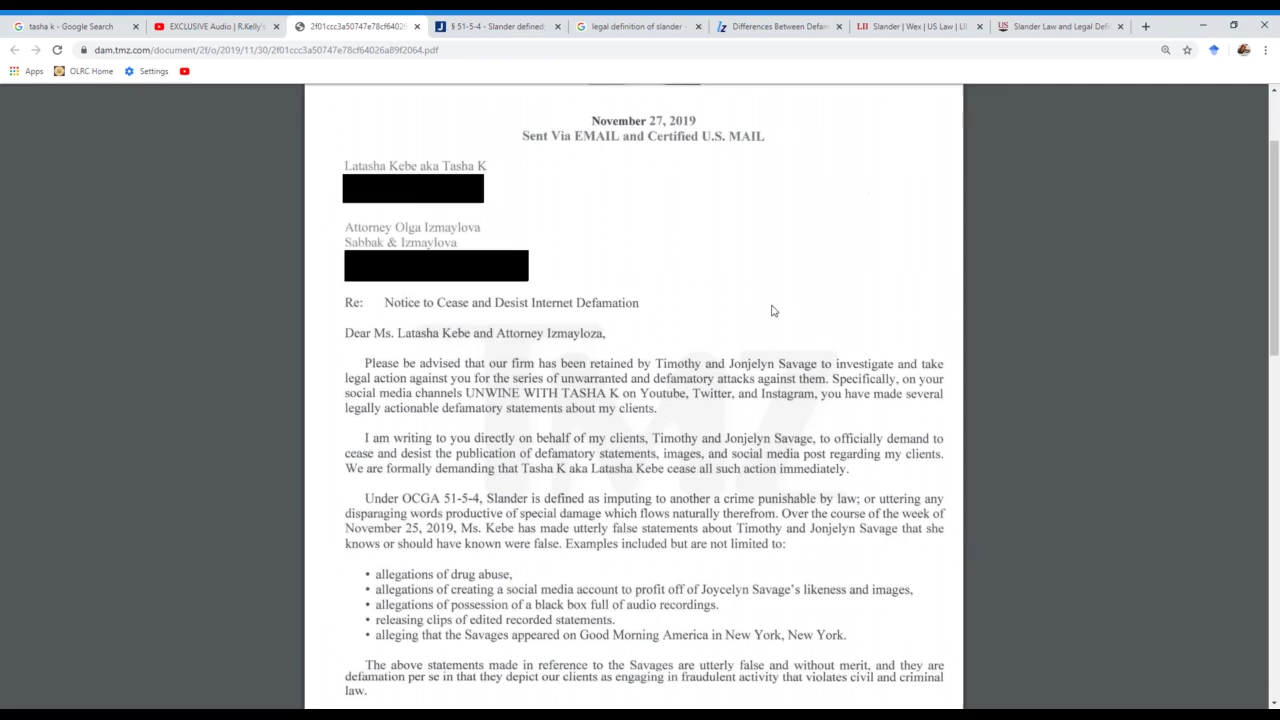 tasha k - Google Search
EXCLUSIVE Audio | R.Kelly's
2f01ccc3a50747e78cf64026
§ 51-5-4 - Slander defined;
legal definition of slander -
Differences Between Defam
Slander | Wex | US Law | LII
Slander Law and Legal Defi
dam.tmz.com/document/2f/o/2019/11/30/2f01ccc3a50747e78cf64026a89f2064.pdf
Apps
OLRC Home
Settings
November 27, 2019
Sent Via EMAIL and Certified U.S. MAIL
Latasha Kebe aka Tasha K
Attorney Olga Izmaylova
Sabbak & Izmaylova
Re: Notice to Cease and Desist Internet Defamation
Dear Ms. Latasha Kebe and Attorney Izmayloza,
Please be advised that our firm has been retained by Timothy and Jonjelyn Savage to investigate and take
legal action against you for the series of unwarranted and defamatory attacks against them. Specifically, on your
social media channels UNWINE WITH TASHA K on Youtube, Twitter, and Instagram, you have made several
legally actionable defamatory statements about my clients.
I am writing to you directly on behalf of my clients, Timothy and Jonjelyn Savage, to officially demand to
cease and desist the publication of defamatory statements, images, and social media post regarding my clients.
We are formally demanding that Tasha K aka Latasha Kebe cease all such action immediately.
Under OCGA 51-5-4, Slander is defined as imputing to another a crime punishable by law; or uttering any
disparaging words productive of special damage which flows naturally therefrom. Over the course of the week of
November 25, 2019, Ms. Kebe has made utterly false statements about Timothy and Jonjelyn Savage that she
knows or should have known were false. Examples included but are not limited to:
• allegations of drug abuse,
• allegations of creating a social media account to profit off of Joycelyn Savage's likeness and images,
• allegations of possession of a black box full of audio recordings.
• releasing clips of edited recorded statements.
• alleging that the Savages appeared on Good Morning America in New York, New York.
The above statements made in reference to the Savages are utterly false and without merit, and they are
defamation per se in that they depict our clients as engaging in fraudulent activity that violates civil and criminal
law.
tmz